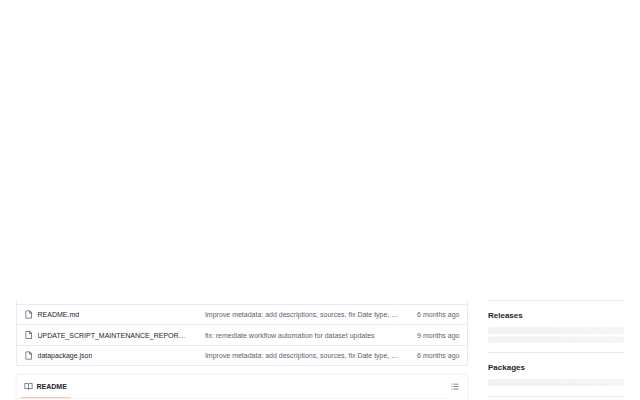 README.md Improve metadata: add descriptions, sources, fix Date type, ... 6 months ago
UPDATE_SCRIPT_MAINTENANCE_REPOR... fix: remediate workflow automation for dataset updates 9 months ago
datapackage.json Improve metadata: add descriptions, sources, fix Date type, ... 6 months ago
README
Releases
Packages